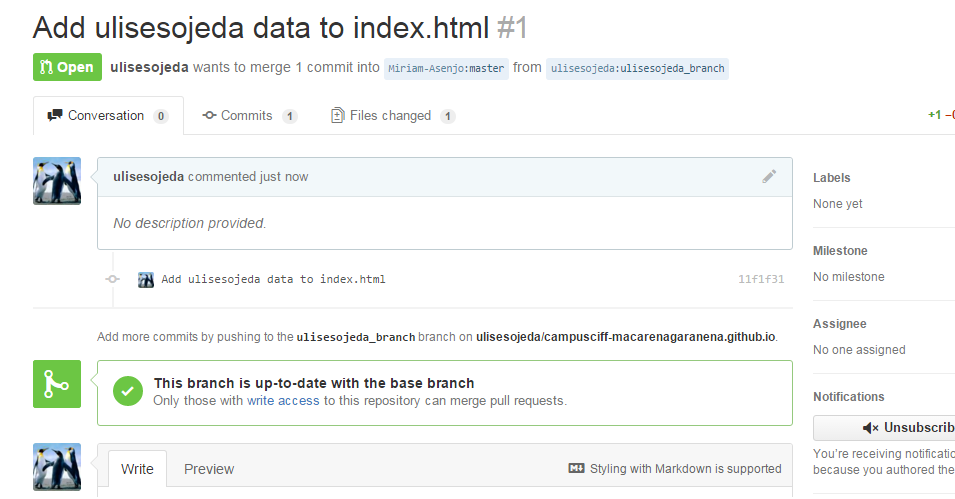 Add ulisesojeda data to index.html #1
Open ulisesojeda wants to merge 1 commit into Miriam-Asenjo:master from ulisesojeda:ulisesojeda_branch
Conversation 0 Commits 1 Files changed 1 +1 −0
ulisesojeda commented just now
No description provided.
Add ulisesojeda data to index.html 11f1f31
Add more commits by pushing to the ulisesojeda_branch branch on ulisesojeda/campusciff-macarenagaranena.github.io.
This branch is up-to-date with the base branch
Only those with write access to this repository can merge pull requests.
Write Preview Styling with Markdown is supported
Labels
None yet
Milestone
No milestone
Assignee
No one assigned
Notifications
Unsubscrib
You're receiving notificatio
because you authored the